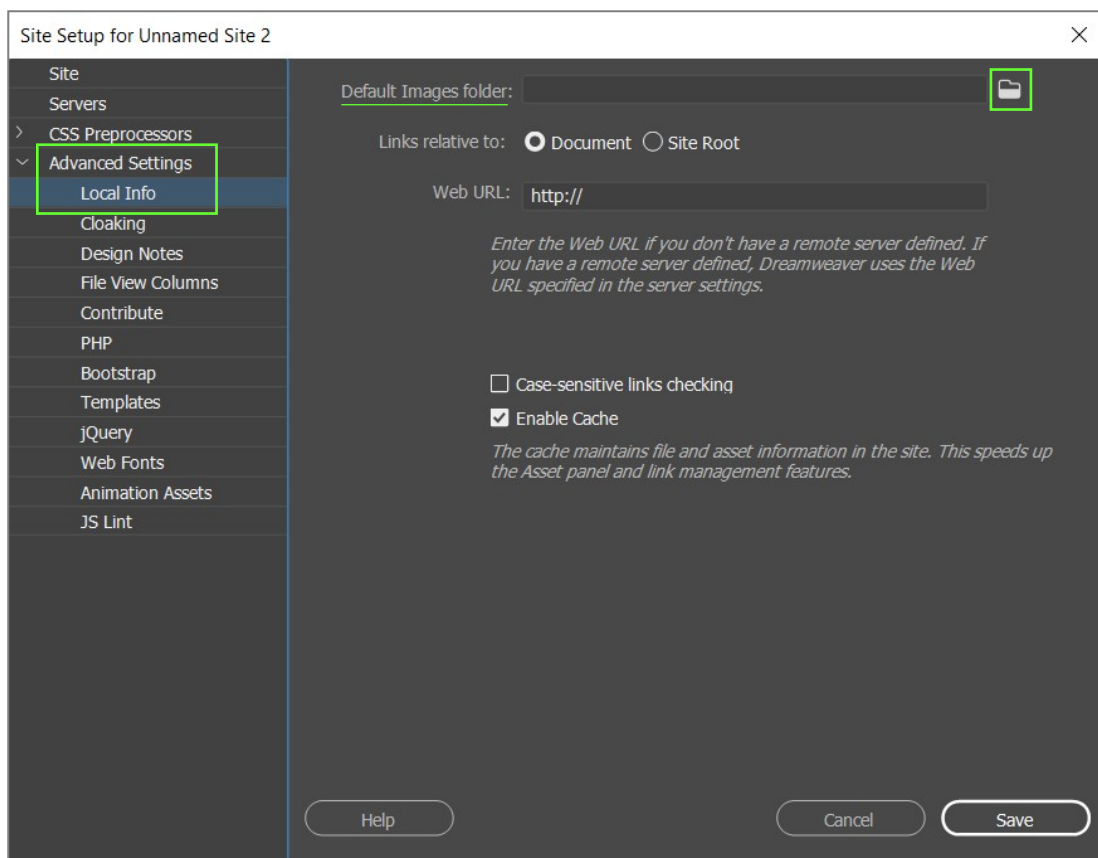 Site Setup for Unnamed Site 2
Site
Servers
CSS Preprocessors
Advanced Settings
Local Info
Cloaking
Design Notes
File View Columns
Contribute
PHP
Bootstrap
Templates
jQuery
Web Fonts
Animation Assets
JS Lint
Default Images folder:
Links relative to: Document Site Root
Web URL: http://
Enter the Web URL if you don't have a remote server defined. If
you have a remote server defined, Dreamweaver uses the Web
URL specified in the server settings.
Case-sensitive links checking
Enable Cache
The cache maintains file and asset information in the site. This speeds up
the Asset panel and link management features.
Help Cancel Save